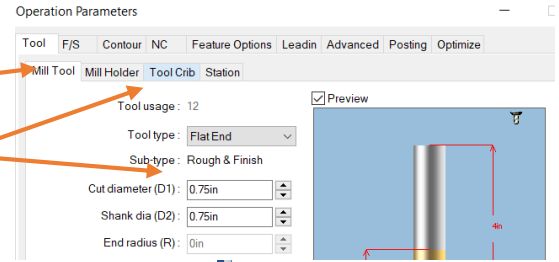 Operation Parameters
Tool F/S Contour NC Feature Options Leadin Advanced Posting Optimize
Mill Tool Mill Holder Tool Crib Station
Tool usage : 12
Preview
Tool type : Flat End
Sub-type : Rough & Finish
Cut diameter (D1) : 0.75in
Shank dia (D2) : 0.75in
4in
End radius (R) : 0in